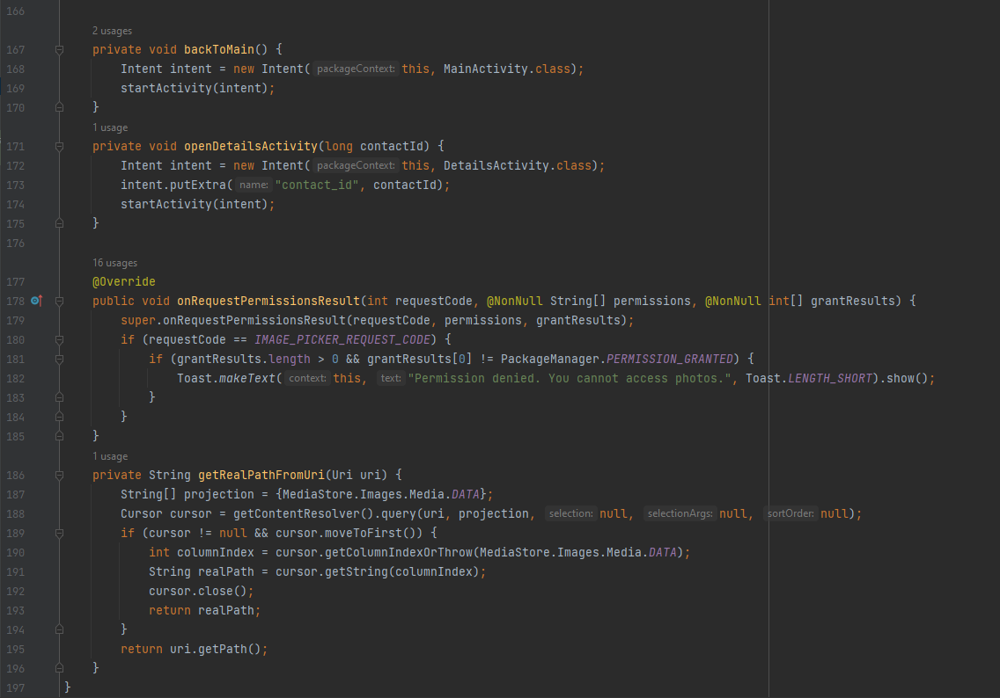 166
2 usages
167 private void backToMain() {
168 Intent intent = new Intent( packageContext: this, MainActivity.class);
169 startActivity(intent);
170 }
1 usage
171 private void openDetailsActivity(long contactId) {
172 Intent intent = new Intent( packageContext: this, DetailsActivity.class);
173 intent.putExtra( name: "contact_id", contactId);
174 startActivity(intent);
175 }
176
16 usages
177 @Override
178 public void onRequestPermissionsResult(int requestCode, @NonNull String[] permissions, @NonNull int[] grantResults) {
179 super.onRequestPermissionsResult(requestCode, permissions, grantResults);
180 if (requestCode == IMAGE_PICKER_REQUEST_CODE) {
181 if (grantResults.length > 0 && grantResults[0] != PackageManager.PERMISSION_GRANTED) {
182 Toast.makeText( context: this, text: "Permission denied. You cannot access photos.", Toast.LENGTH_SHORT).show();
183 }
184 }
185 }
1 usage
186 private String getRealPathFromUri(Uri uri) {
187 String[] projection = {MediaStore.Images.Media.DATA};
188 Cursor cursor = getContentResolver().query(uri, projection, selection: null, selectionArgs: null, sortOrder: null);
189 if (cursor != null && cursor.moveToFirst()) {
190 int columnIndex = cursor.getColumnIndexOrThrow(MediaStore.Images.Media.DATA);
191 String realPath = cursor.getString(columnIndex);
192 cursor.close();
193 return realPath;
194 }
195 return uri.getPath();
196 }
197 }